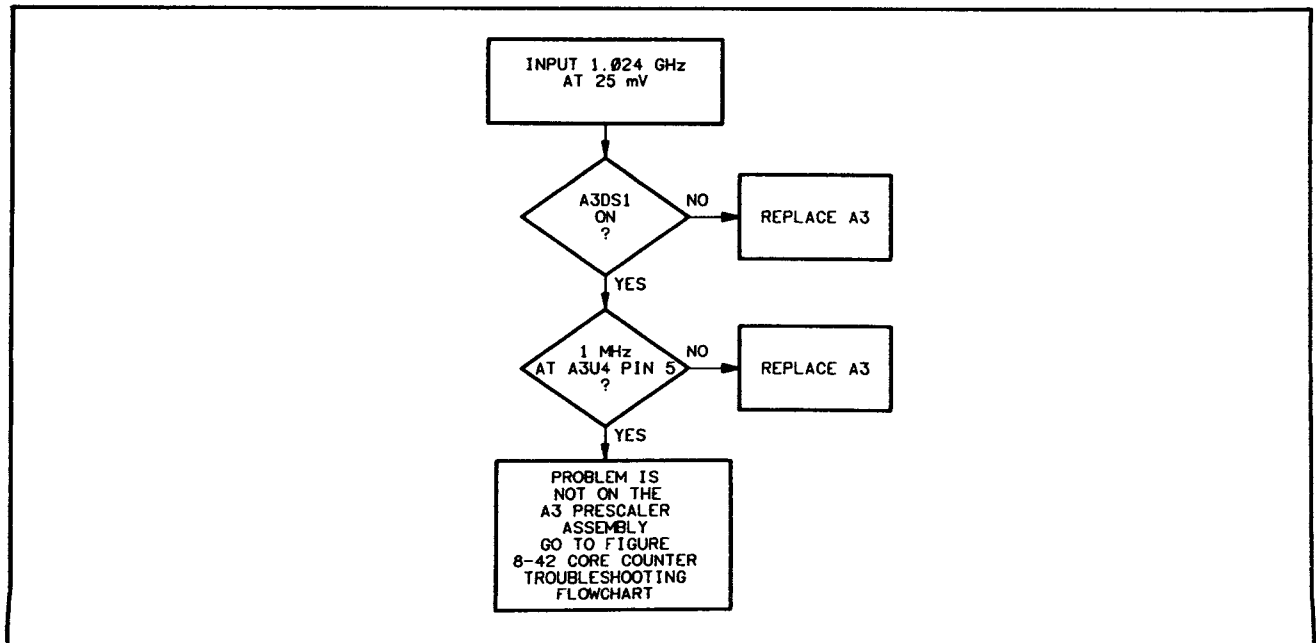 INPUT 1.024 GHz
AT 25 mV
A3DS1
ON
?
NO
REPLACE A3
YES
1 MHz
AT A3U4 PIN 5
?
NO
REPLACE A3
YES
PROBLEM IS
NOT ON THE
A3 PRESCALER
ASSEMBLY
GO TO FIGURE
8-42 CORE COUNTER
TROUBLESHOOTING
FLOWCHART